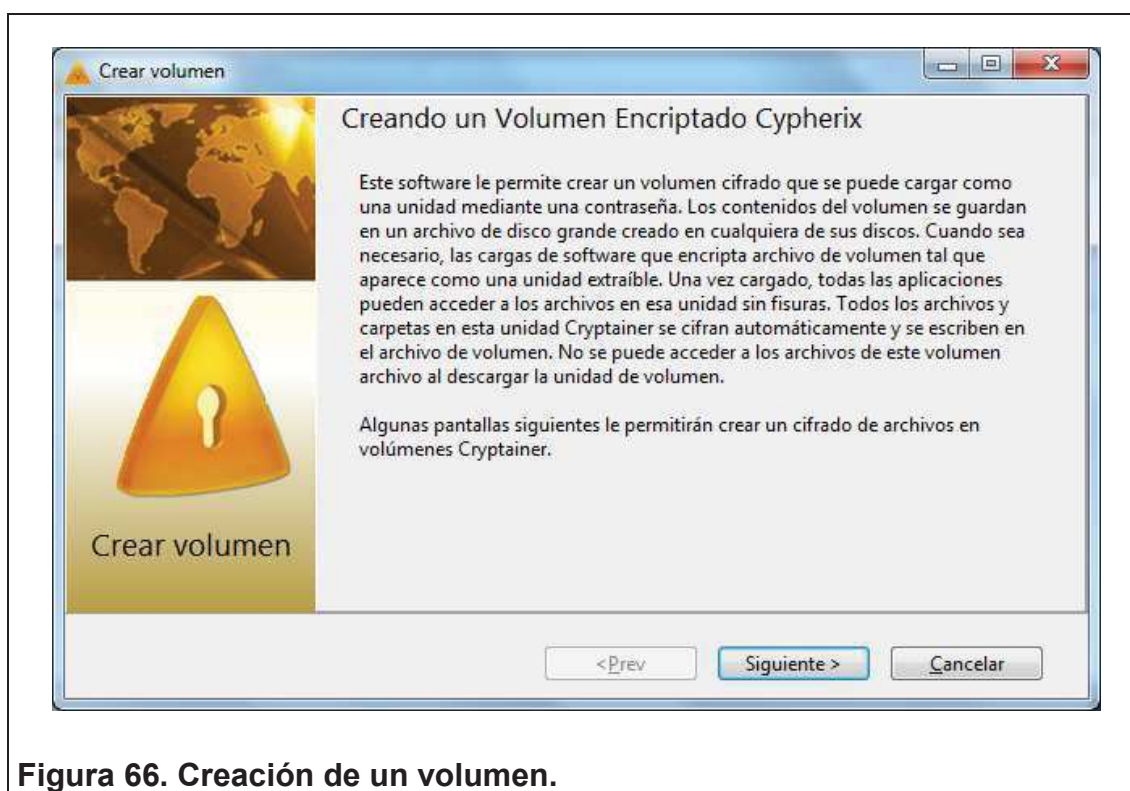 Crear volumen
Creando un Volumen Encriptado Cypherix
Este software le permite crear un volumen cifrado que se puede cargar como
una unidad mediante una contraseña. Los contenidos del volumen se guardan
en un archivo de disco grande creado en cualquiera de sus discos. Cuando sea
necesario, las cargas de software que encripta archivo de volumen tal que
aparece como una unidad extraíble. Una vez cargado, todas las aplicaciones
pueden acceder a los archivos en esa unidad sin fisuras. Todos los archivos y
carpetas en esta unidad Cryptainer se cifran automáticamente y se escriben en
el archivo de volumen. No se puede acceder a los archivos de este volumen
archivo al descargar la unidad de volumen.
Algunas pantallas siguientes le permitirán crear un cifrado de archivos en
volúmenes Cryptainer.
Crear volumen
<Prev Siguiente > Cancelar
Figura 66. Creación de un volumen.